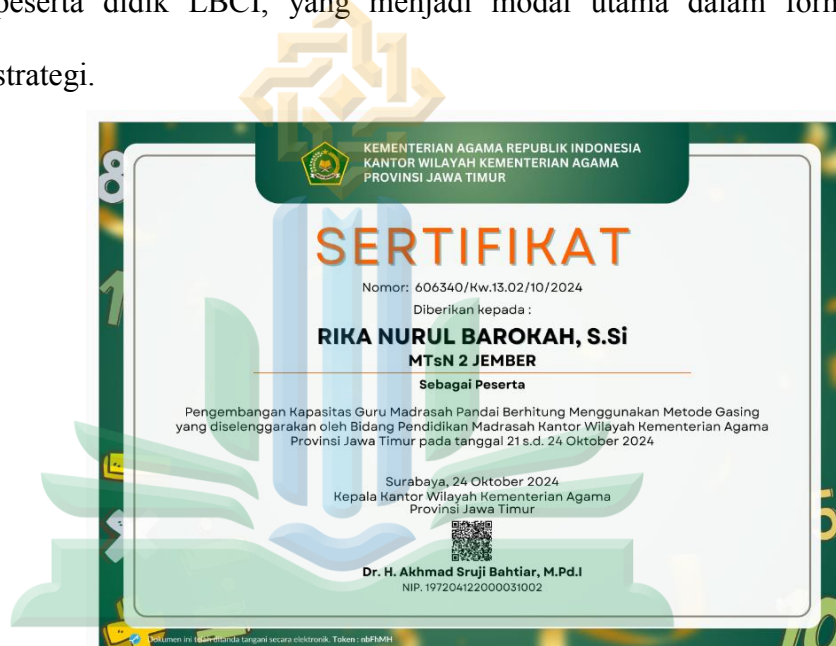 peserta didik LBCI, yang menjadi modal utama dalam
strategi.
KEMENTERIAN AGAMA REPUBLIK INDONESIA
KANTOR WILAYAH KEMENTERIAN AGAMA
PROVINSI JAWA TIMUR
SERTIFIKAT
Nomor: 606340/Kw.13.02/10/2024
Diberikan kepada :
RIKA NURUL BAROKAH, S.Si
MTsN 2 JEMBER
Sebagai Peserta
Pengembangan Kapasitas Guru Madrasah Pandai Berhitung Menggunakan Metode Gasing
yang diselenggarakan oleh Bidang Pendidikan Madrasah Kantor Wilayah Kementerian Agama
Provinsi Jawa Timur pada tanggal 21 s.d. 24 Oktober 2024
Surabaya, 24 Oktober 2024
Kepala Kantor Wilayah Kementerian Agama
Provinsi Jawa Timur
Dr. H. Akhmad Sruji Bahtiar, M.Pd.I
NIP. 197204122000031002
Dokumen ini telah ditanda tangani secara elektronik. Token : nbFhMH